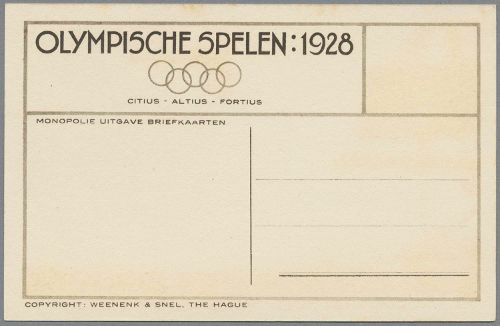 OLYMPISCHE SPELEN: 1928
CITIUS - ALTIUS - FORTIUS
MONOPOLIE UITGAVE BRIEFKAARTEN
COPYRIGHT: WEENENK & SNEL, THE HAGUE